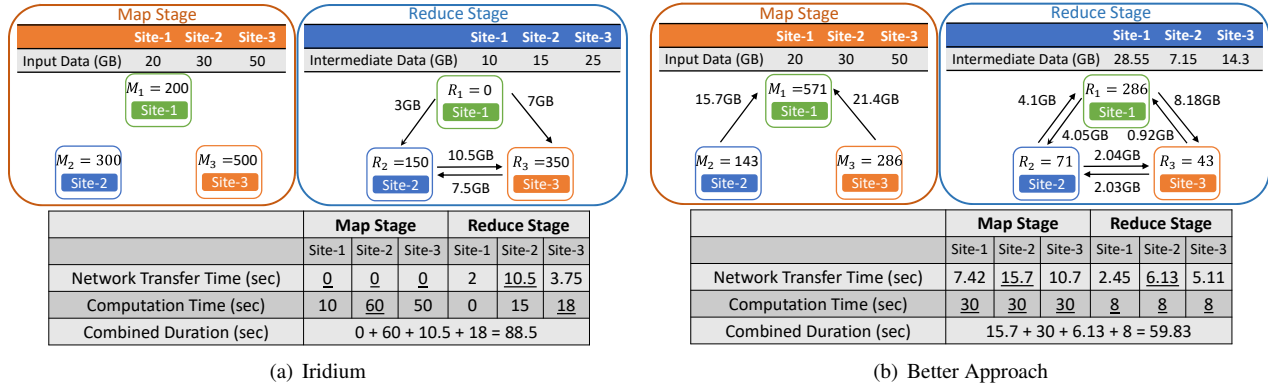 Map Stage
Site-1 Site-2 Site-3
Input Data (GB) 20 30 50
M₁ = 200
Site-1
M₂ = 300
Site-2
M₃ = 500
Site-3
Reduce Stage
Site-1 Site-2 Site-3
Intermediate Data (GB) 10 15 25
R₁ = 0
Site-1
3GB
7GB
R₂ =150
Site-2
10.5GB
7.5GB
R₃ =350
Site-3
Map Stage Reduce Stage
Site-1 Site-2 Site-3 Site-1 Site-2 Site-3
Network Transfer Time (sec) 0 0 0 2 10.5 3.75
Computation Time (sec) 10 60 50 0 15 18
Combined Duration (sec) 0 + 60 + 10.5 + 18 = 88.5
(a) Iridium
Map Stage
Site-1 Site-2 Site-3
Input Data (GB) 20 30 50
15.7GB
M₁ =571
Site-1
21.4GB
M₂ = 143
Site-2
M₃ = 286
Site-3
Reduce Stage
Site-1 Site-2 Site-3
Intermediate Data (GB) 28.55 7.15 14.3
R₁ = 286
Site-1
4.1GB
8.18GB
4.05GB
0.92GB
R₂ = 71
Site-2
2.04GB
2.03GB
R₃ = 43
Site-3
Map Stage Reduce Stage
Site-1 Site-2 Site-3 Site-1 Site-2 Site-3
Network Transfer Time (sec) 7.42 15.7 10.7 2.45 6.13 5.11
Computation Time (sec) 30 30 30 8 8 8
Combined Duration (sec) 15.7 + 30 + 6.13 + 8 = 59.83
(b) Better Approach